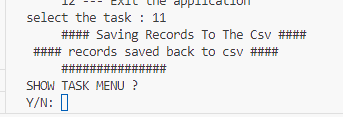 12 --- Exit the application
select the task : 11
#### Saving Records To The Csv ####
#### records saved back to csv ####
###############
SHOW TASK MENU ?
Y/N: